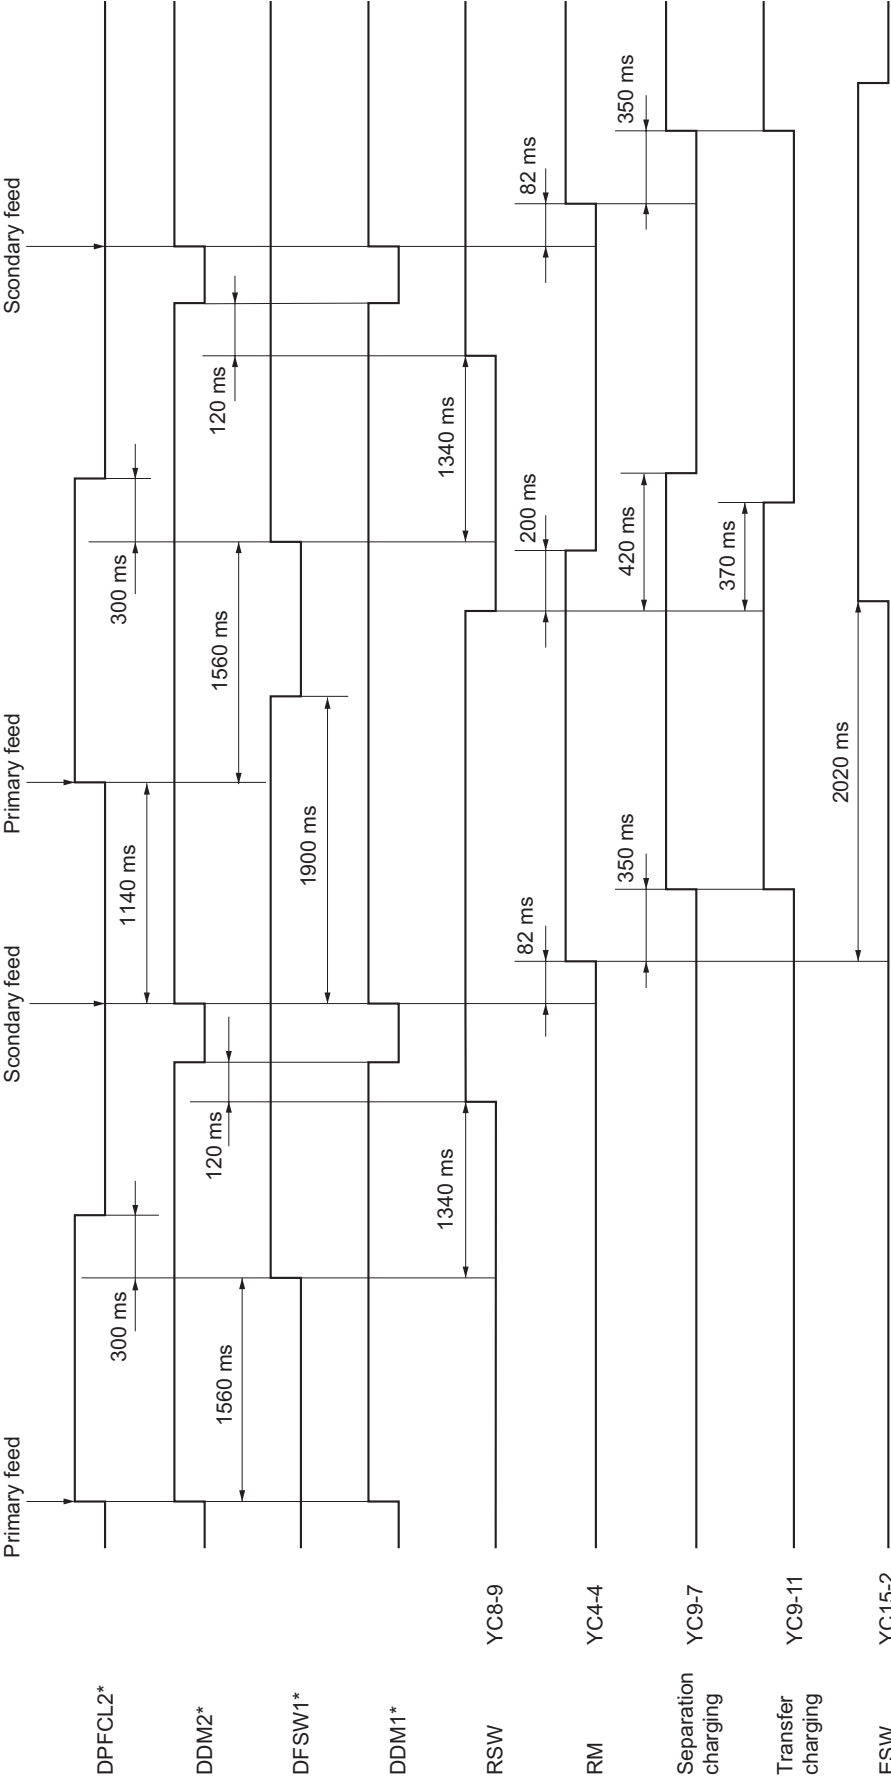 Primary feed
Scondary feed
Primary feed
Scondary feed
DPFCL2*
300 ms
1140 ms
300 ms
DDM2*
1560 ms
120 ms
1560 ms
120 ms
DFSW1*
1900 ms
DDM1*
RSW
YC8-9
1340 ms
1340 ms
RM
YC4-4
82 ms
200 ms
82 ms
Separation
charging
YC9-7
350 ms
420 ms
350 ms
Transfer
charging
YC9-11
370 ms
ESW
YC15-2
2020 ms